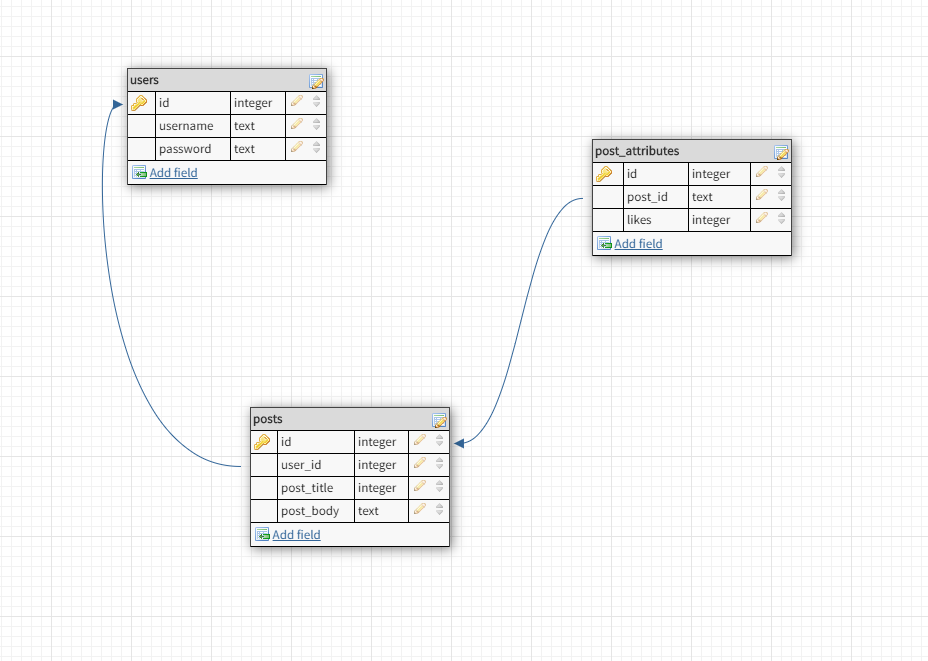 users
id integer
username text
password text
Add field
post_attributes
id integer
post_id text
likes integer
Add field
posts
id integer
user_id integer
post_title integer
post_body text
Add field